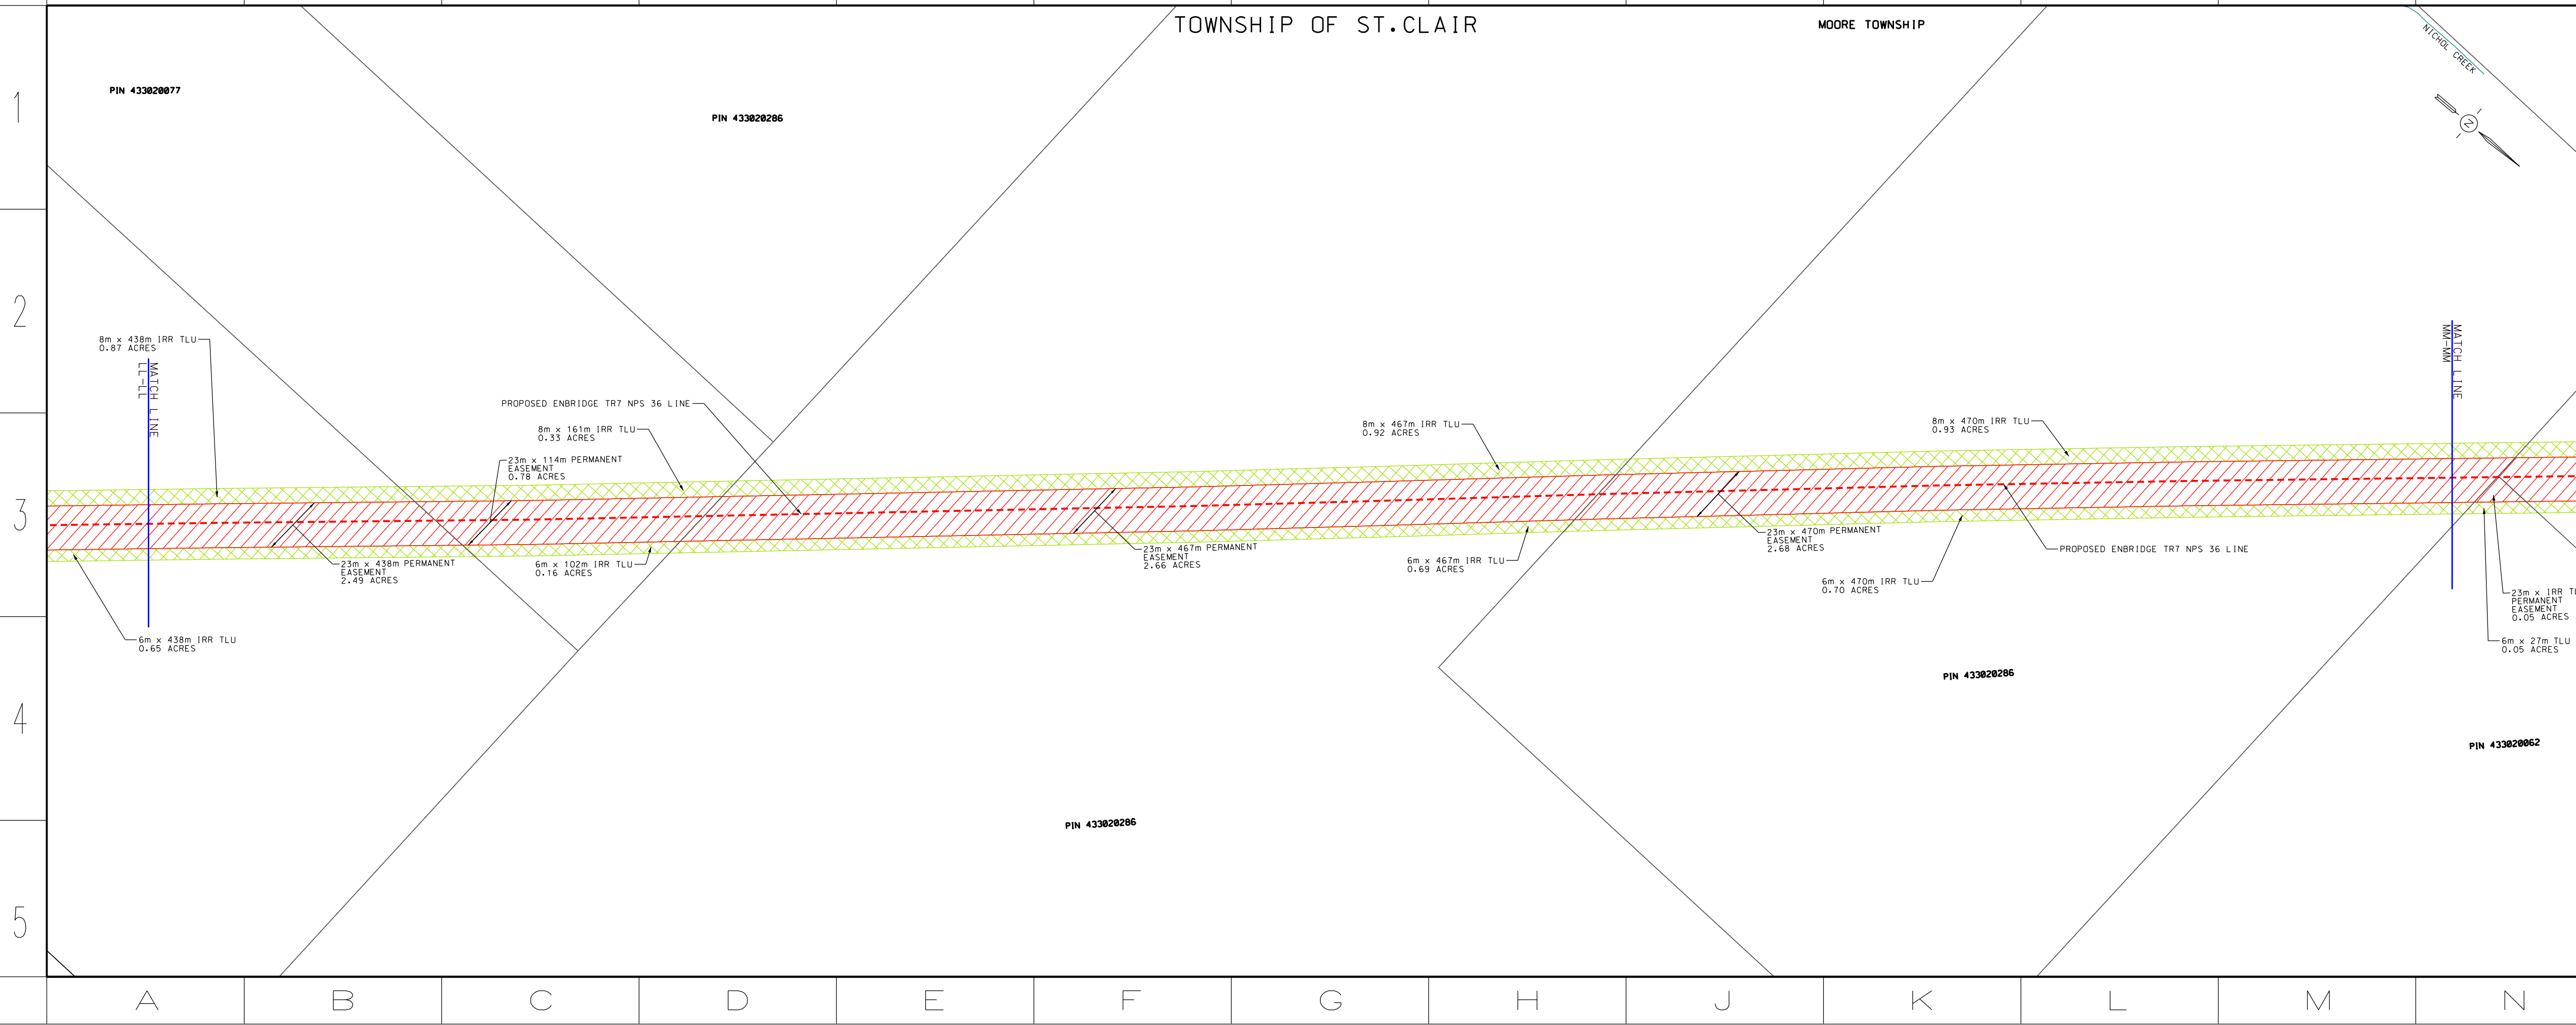 TOWNSHIP OF ST.CLAIR
MOORE TOWNSHIP
NICHOL CREEK
Z
PIN 433020077
PIN 433020286
1
2
3
4
5
8m x 438m IRR TLU
0.87 ACRES
MATCH LINE
LL-LL
PROPOSED ENBRIDGE TR7 NPS 36 LINE
8m x 161m IRR TLU
0.33 ACRES
23m x 114m PERMANENT
EASEMENT
0.78 ACRES
8m x 467m IRR TLU
0.92 ACRES
8m x 470m IRR TLU
0.93 ACRES
MATCH LINE
MM-MM
23m x 438m PERMANENT
EASEMENT
2.49 ACRES
6m x 102m IRR TLU
0.16 ACRES
23m x 467m PERMANENT
EASEMENT
2.66 ACRES
6m x 467m IRR TLU
0.69 ACRES
23m x 470m PERMANENT
EASEMENT
2.68 ACRES
PROPOSED ENBRIDGE TR7 NPS 36 LINE
6m x 470m IRR TLU
0.70 ACRES
23m x IRR
PERMANENT
EASEMENT
0.05 ACRES
6m x 27m TLU
0.05 ACRES
6m x 438m IRR TLU
0.65 ACRES
PIN 433020286
PIN 433020062
PIN 433020286
A B C D E F G H J K L M N